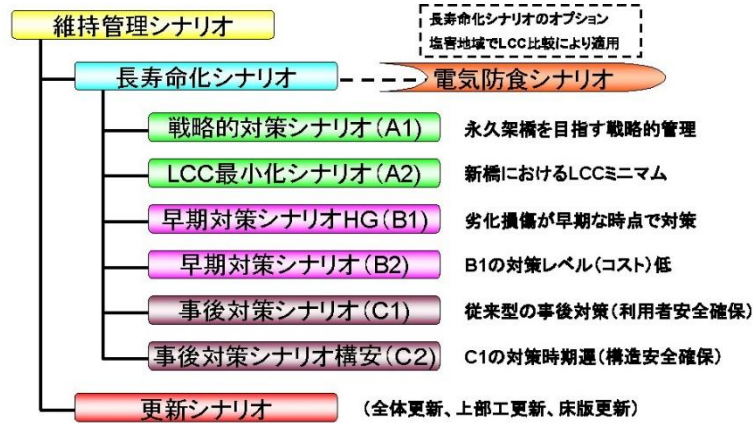 維持管理シナリオ
長寿命化シナリオのオプション
塩害地域でLCC比較により適用
長寿命化シナリオ
電気防食シナリオ
戦略的対策シナリオ(A1) 永久架橋を目指す戦略的管理
LCC最小化シナリオ(A2) 新橋におけるLCCミニマム
早期対策シナリオHG(B1) 劣化損傷が早期な時点で対策
早期対策シナリオ(B2) B1の対策レベル(コスト)低
事後対策シナリオ(C1) 従来型の事後対策(利用者安全確保)
事後対策シナリオ構安(C2) C1の対策時期遅(構造安全確保)
更新シナリオ (全体更新、上部工更新、床版更新)